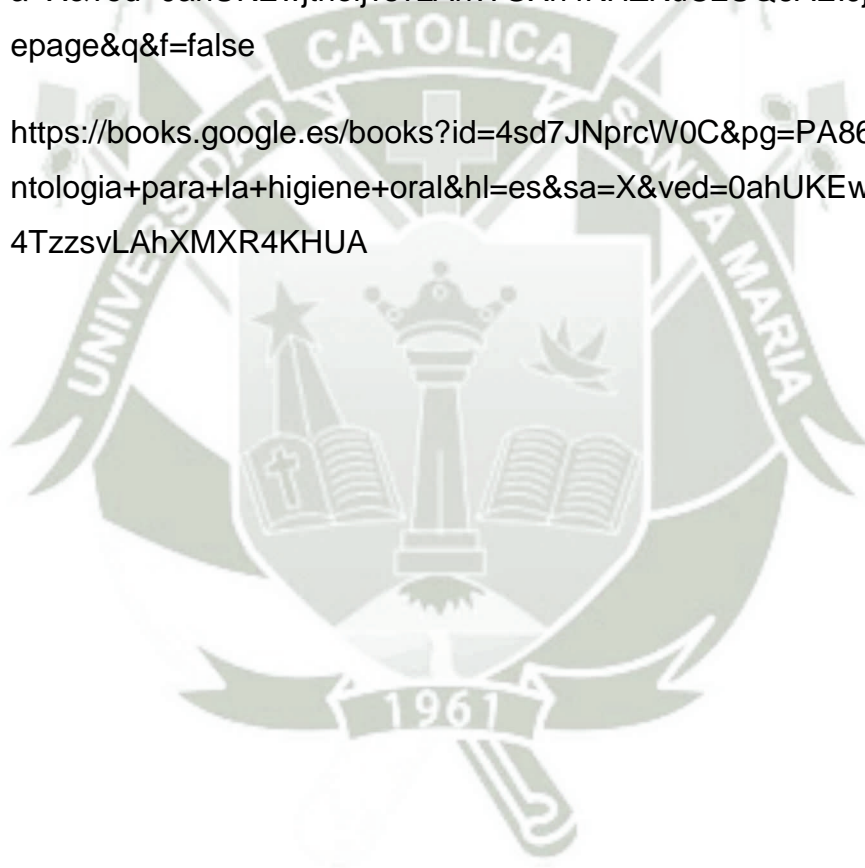 epage&q&f=false
https://books.google.es/books?id=4sd7JNprcW0C&pg=PA86
ntologia+para+la+higiene+oral&hl=es&sa=X&ved=0ahUKEw
4TzzsvLAhXMXR4KHUA
UNIVERSIDAD CATOLICA SANTA MARIA
1961